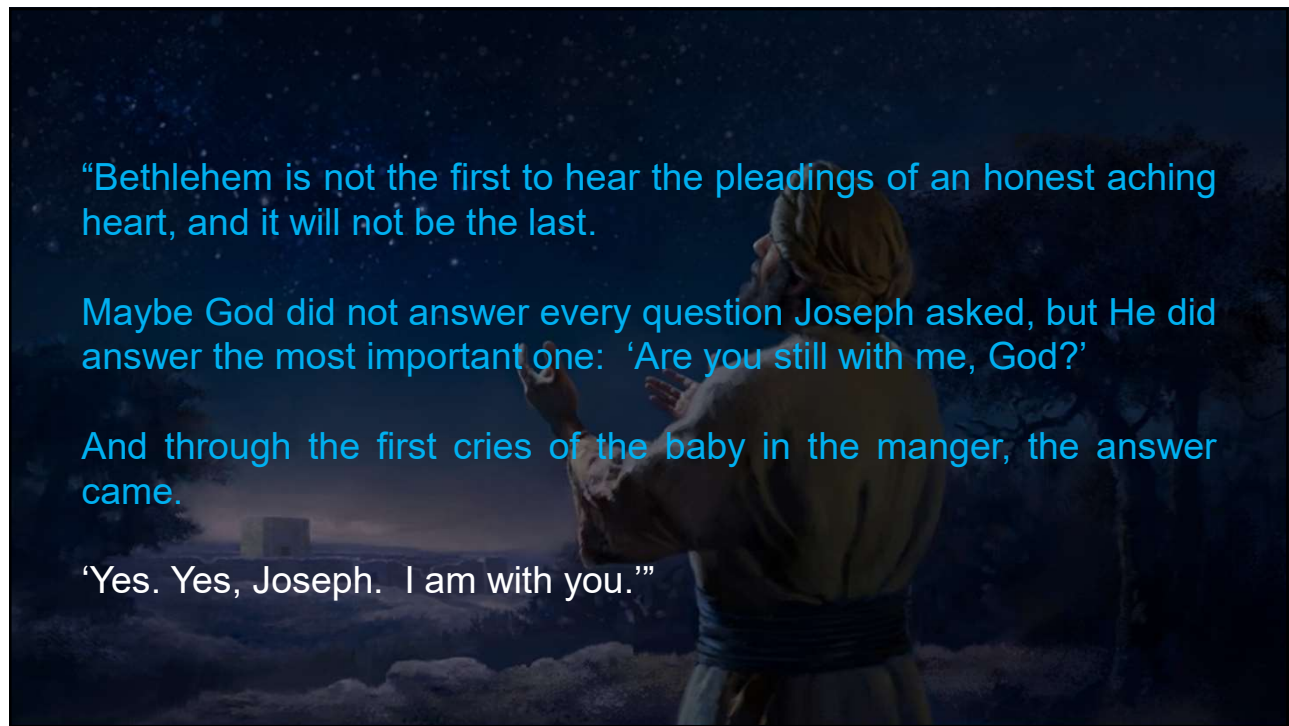 “Bethlehem is not the first to hear the pleadings of an honest aching
heart, and it will not be the last.
Maybe God did not answer every question Joseph asked, but He did
answer the most important one:  ‘Are you still with me, God?’
And through the first cries of the baby in the manger, the answer
came.
‘Yes. Yes, Joseph.  I am with you.’”